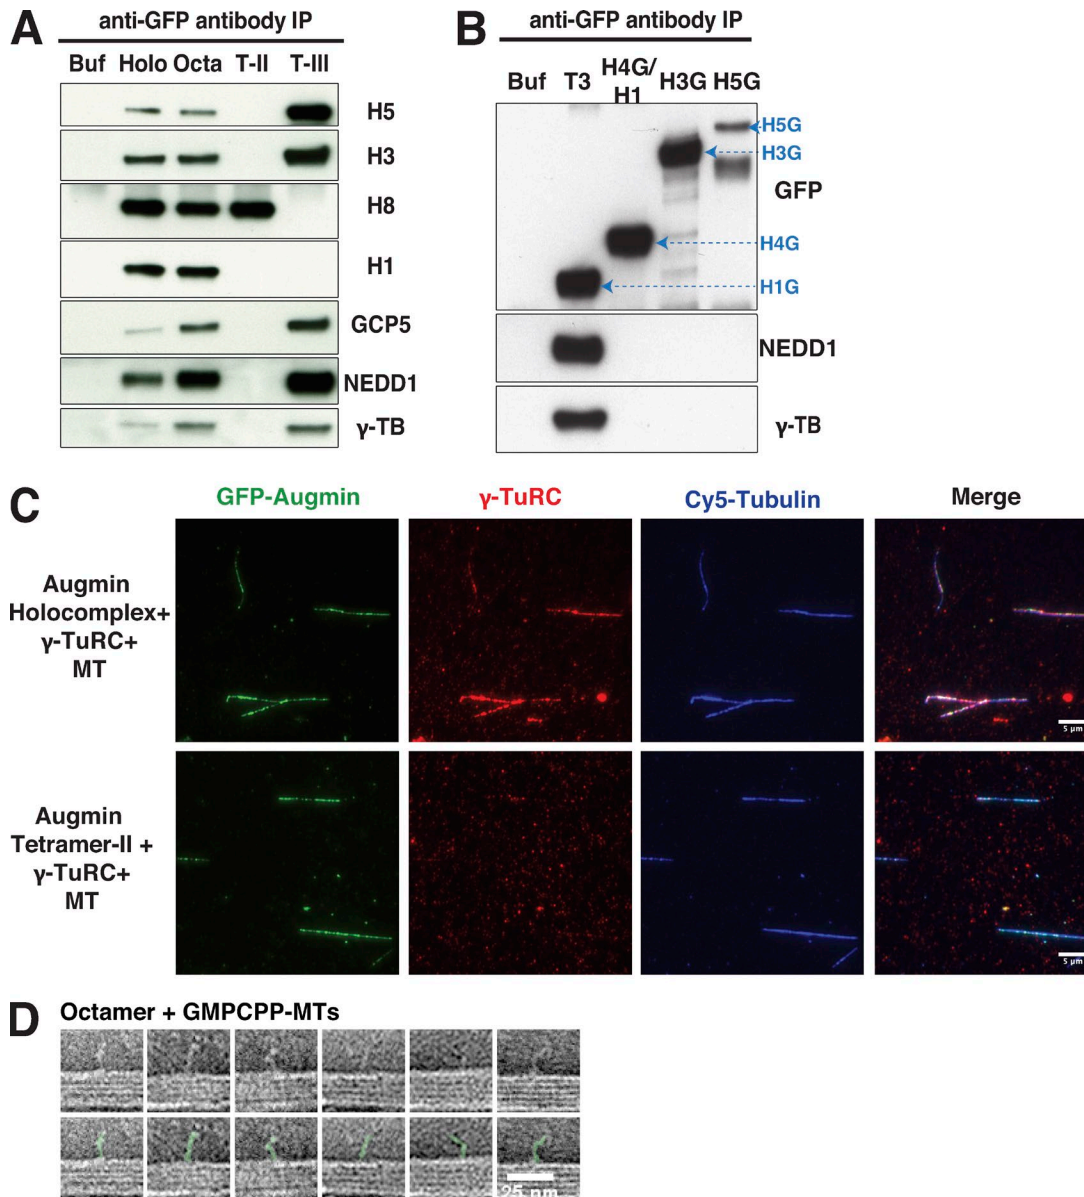 A
anti-GFP antibody IP
Buf Holo Octa T-II T-III
H5
H3
H8
H1
GCP5
NEDD1
γ-TB
B
anti-GFP antibody IP
Buf T3 H4G/ H3G H5G
H1
H5G
H3G
GFP
H4G
H1G
NEDD1
γ-TB
C
GFP-Augmin γ-TuRC Cy5-Tubulin Merge
Augmin
Holocomplex+
γ-TuRC+
MT
5 μm
Augmin
Tetramer-II +
γ-TuRC+
MT
5 μm
D
Octamer + GMPCPP-MTs
25 nm